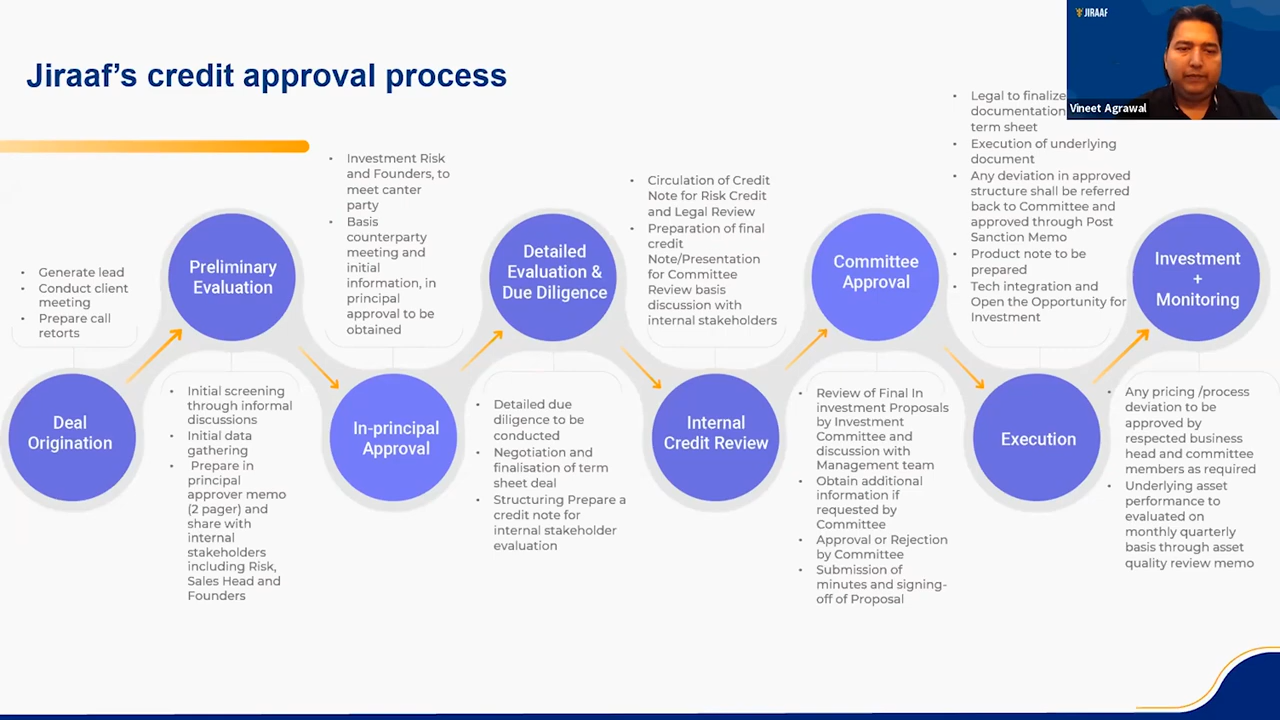 JIRAAF
Vineet Agrawal
Jiraaf's credit approval process
Deal
Origination
• Generate lead
• Conduct client
meeting
• Prepare call
retorts
Preliminary
Evaluation
• Initial screening
through informal
discussions
• Initial data
gathering
• Prepare in
principal
approver memo
(2 pager) and
share with
internal
stakeholders
including Risk,
Sales Head and
Founders
In-principal
Approval
• Investment Risk
and Founders, to
meet canter
party
• Basis
counterparty
meeting and
initial
information, in
principal
approval to be
obtained
Detailed
Evaluation &
Due Diligence
• Detailed due
diligence to be
conducted
• Negotiation and
finalisation of term
sheet deal
• Structuring Prepare a
credit note for
internal stakeholder
evaluation
Internal
Credit Review
• Circulation of Credit
Note for Risk Credit
and Legal Review
• Preparation of final
credit
Note/Presentation
for Committee
Review basis
discussion with
internal stakeholders
Committee
Approval
• Review of Final In
investment Proposals
by Investment
Committee and
discussion with
Management team
• Obtain additional
information if
requested by
Committee
• Approval or Rejection
by Committee
• Submission of
minutes and signing-
off of Proposal
Execution
• Legal to finalize
documentation
term sheet
• Execution of underlying
document
• Any deviation in approved
structure shall be referred
back to Committee and
approved through Post
Sanction Memo
• Product note to be
prepared
• Tech integration and
Open the Opportunity for
Investment
Investment
+
Monitoring
• Any pricing /process
deviation to be
approved by
respected business
head and committee
members as required
• Underlying asset
performance to
evaluated on
monthly quarterly
basis through asset
quality review memo